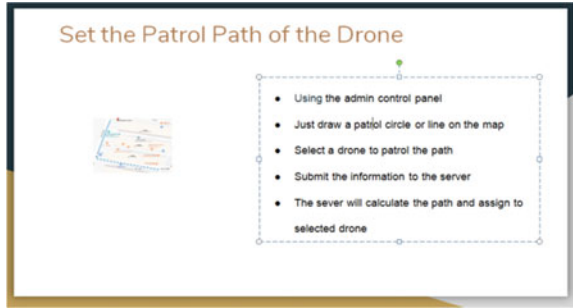 Set the Patrol Path of the Drone
• Using the admin control panel
• Just draw a patrol circle or line on the map
• Select a drone to patrol the path
• Submit the information to the server
• The sever will calculate the path and assign to
selected drone